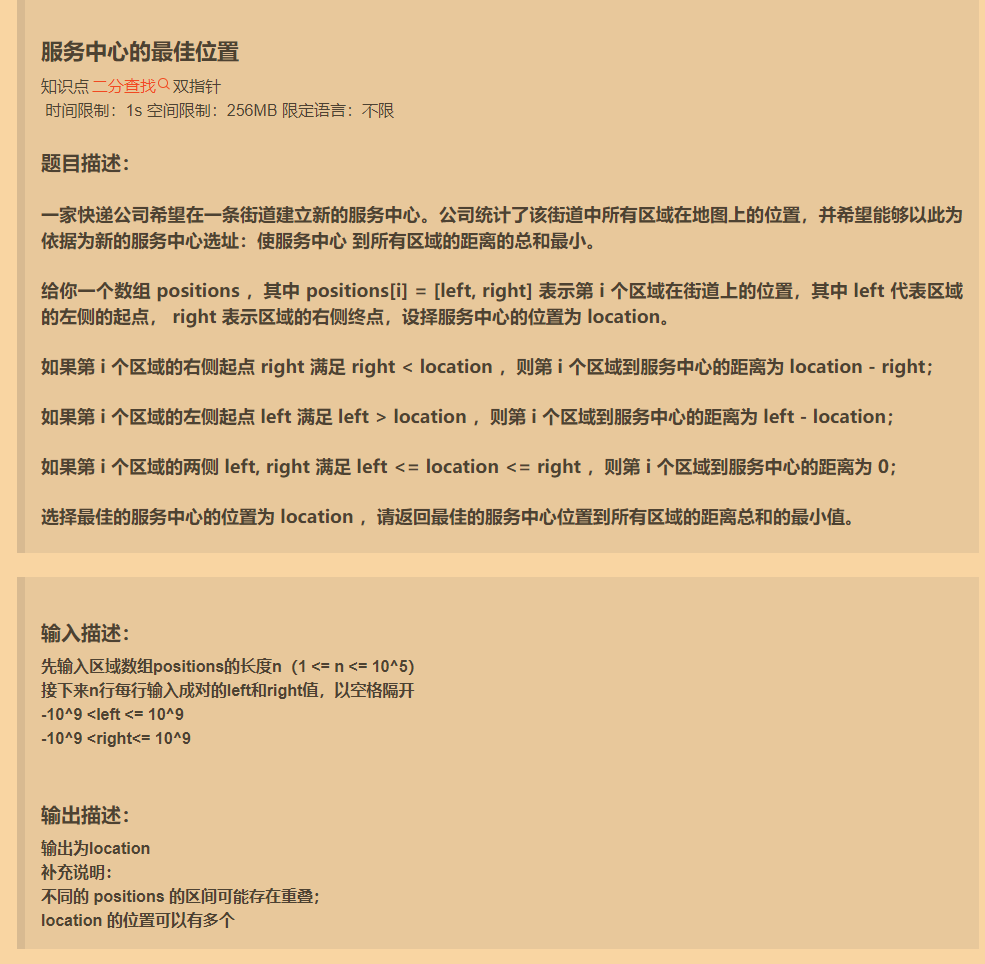 服务中心的最佳位置
知识点 二分查找 双指针
时间限制：1s 空间限制：256MB 限定语言：不限
题目描述：
一家快递公司希望在一条街道建立新的服务中心。公司统计了该街道中所有区域在地图上的位置，并希望能够以此为
依据为新的服务中心选址：使服务中心 到所有区域的距离的总和最小。
给你一个数组 positions ，其中 positions[i] = [left, right] 表示第 i 个区域在街道上的位置，其中 left 代表区域
的左侧的起点， right 表示区域的右侧终点，设择服务中心的位置为 location。
如果第 i 个区域的右侧起点 right 满足 right < location ，则第 i 个区域到服务中心的距离为 location - right；
如果第 i 个区域的左侧起点 left 满足 left > location ，则第 i 个区域到服务中心的距离为 left - location；
如果第 i 个区域的两侧 left, right 满足 left <= location <= right ，则第 i 个区域到服务中心的距离为 0；
选择最佳的服务中心的位置为 location ，请返回最佳的服务中心位置到所有区域的距离总和的最小值。
输入描述：
先输入区域数组positions的长度n（1 <= n <= 10^5）
接下来n行每行输入成对的left和right值，以空格隔开
-10^9 <left <= 10^9
-10^9 <right<= 10^9
输出描述：
输出为location
补充说明：
不同的 positions 的区间可能存在重叠；
location 的位置可以有多个